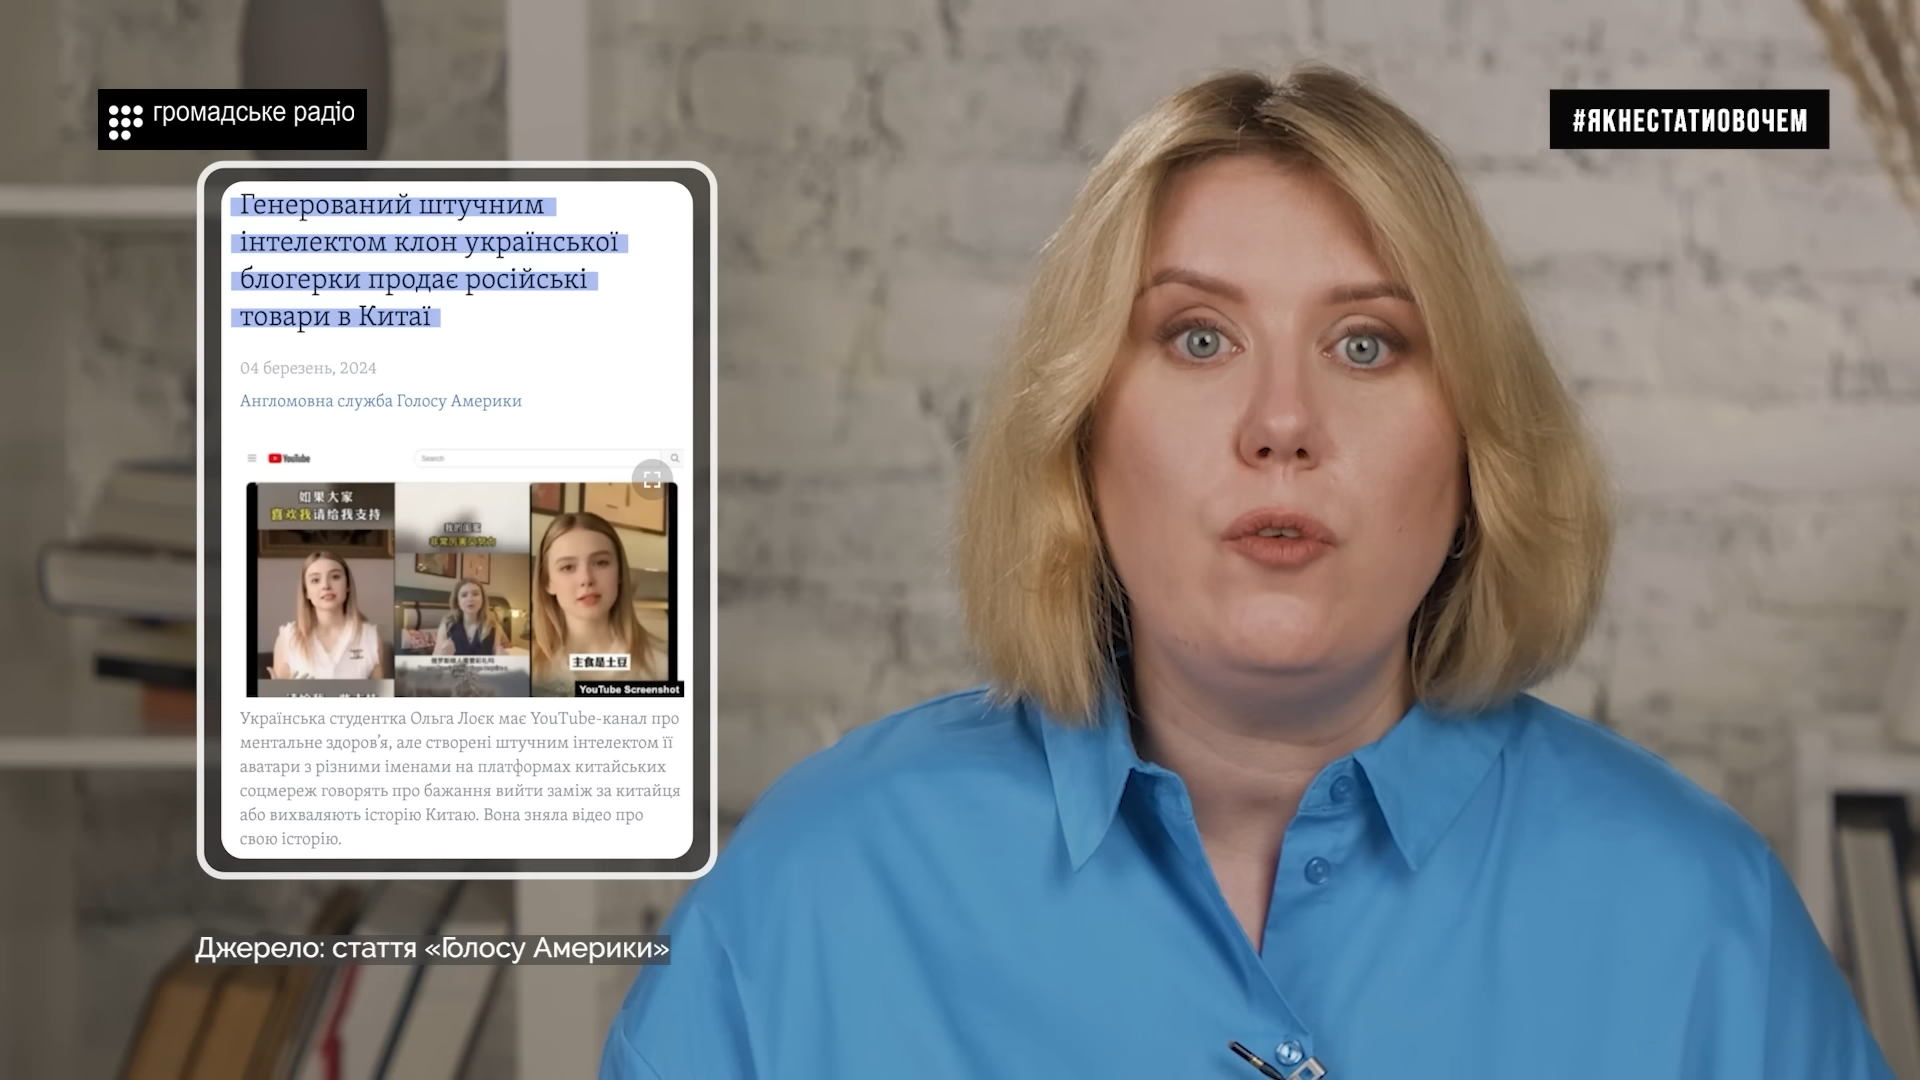 громадське радіо
#ЯКНЕСТАТИОВОЧЕМ
Генерований штучним
інтелектом клон української
блогерки продає російські
товари в Китаї
04 березень, 2024
Англомовна служба Голосу Америки
YouTube
Search
如果大家
喜欢我请给我支持
主食是土豆
YouTube Screenshot
Українська студентка Ольга Лоєк має YouTube-канал про
ментальне здоров’я, але створені штучним інтелектом її
аватари з різними іменами на платформах китайських
соцмереж говорять про бажання вийти заміж за китайця
або вихваляють історію Китаю. Вона зняла відео про
свою історію.
Джерело: стаття «Голосу Америки»